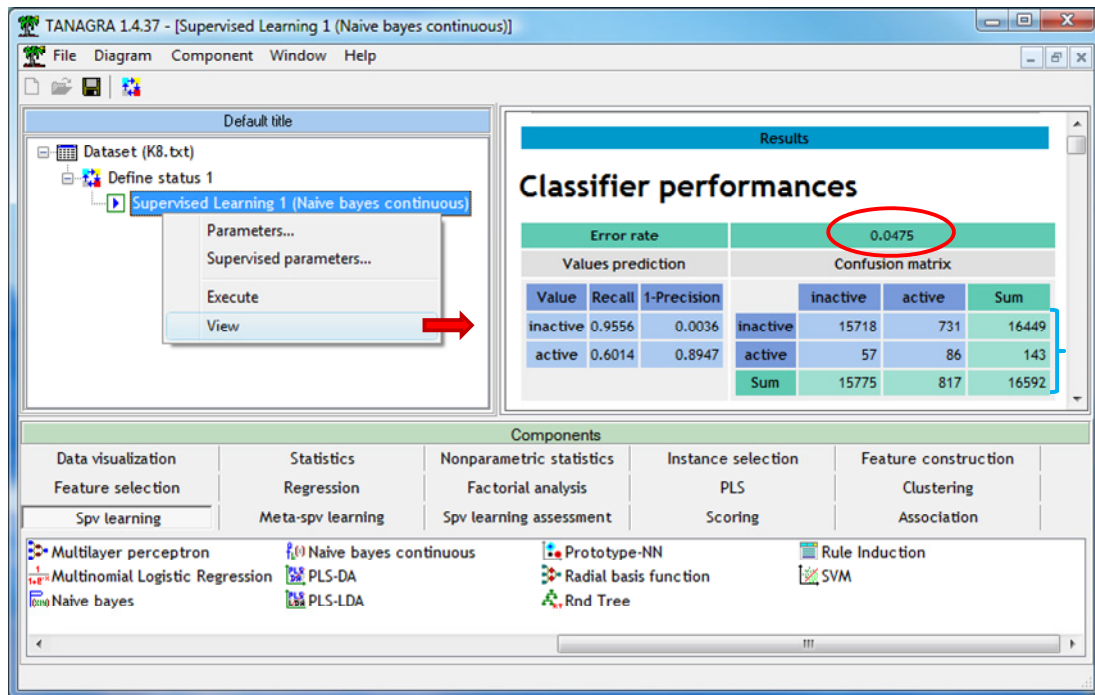 TANAGRA 1.4.37 - [Supervised Learning 1 (Naive bayes continuous)]
File Diagram Component Window Help
Default title
Dataset (K8.txt)
Define status 1
Supervised Learning 1 (Naive bayes continuous)
Parameters...
Supervised parameters...
Execute
View
Results
Classifier performances
Error rate 0.0475
Values prediction Confusion matrix
Value Recall 1-Precision inactive active Sum
inactive 0.9556 0.0036 inactive 15718 731 16449
active 0.6014 0.8947 active 57 86 143
Sum 15775 817 16592
Components
Data visualization Statistics Nonparametric statistics Instance selection Feature construction
Feature selection Regression Factorial analysis PLS Clustering
Spv learning Meta-spv learning Spv learning assessment Scoring Association
Multilayer perceptron Naive bayes continuous Prototype-NN Rule Induction
Multinomial Logistic Regression PLS-DA Radial basis function SVM
Naive bayes PLS-LDA Rnd Tree